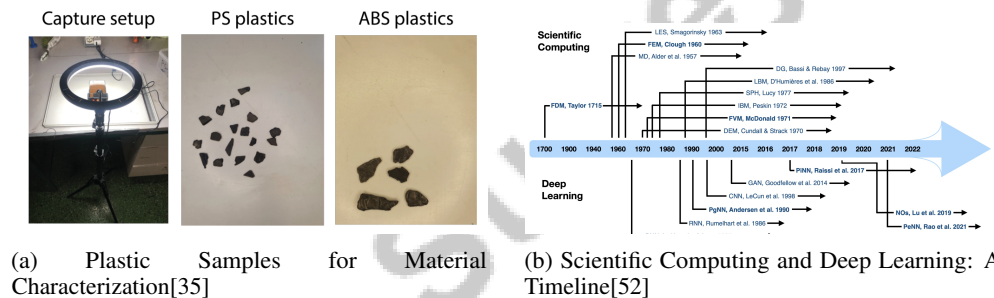 Capture setup
PS plastics
ABS plastics
(a) Plastic Samples for Material
Characterization[35]
Scientific
Computing
LES, Smagorinsky 1963
FEM, Clough 1960
MD, Alder et al. 1957
DG, Bassi & Rebay 1997
LBM, D'Humières et al. 1986
SPH, Lucy 1977
FDM, Taylor 1715
IBM, Peskin 1972
FVM, McDonald 1971
DEM, Cundall & Strack 1970
1700 1900 1940 1960 1970 1980 1990 2000 2015 2016 2017 2018 2019 2020 2021 2022
Deep
Learning
PINN, Raissi et al. 2017
GAN, Goodfellow et al. 2014
CNN, LeCun et al. 1998
PgNN, Andersen et al. 1990
NOs, Lu et al. 2019
RNN, Rumelhart et al. 1986
PeNN, Rao et al. 2021
(b) Scientific Computing and Deep Learning: A
Timeline[52]